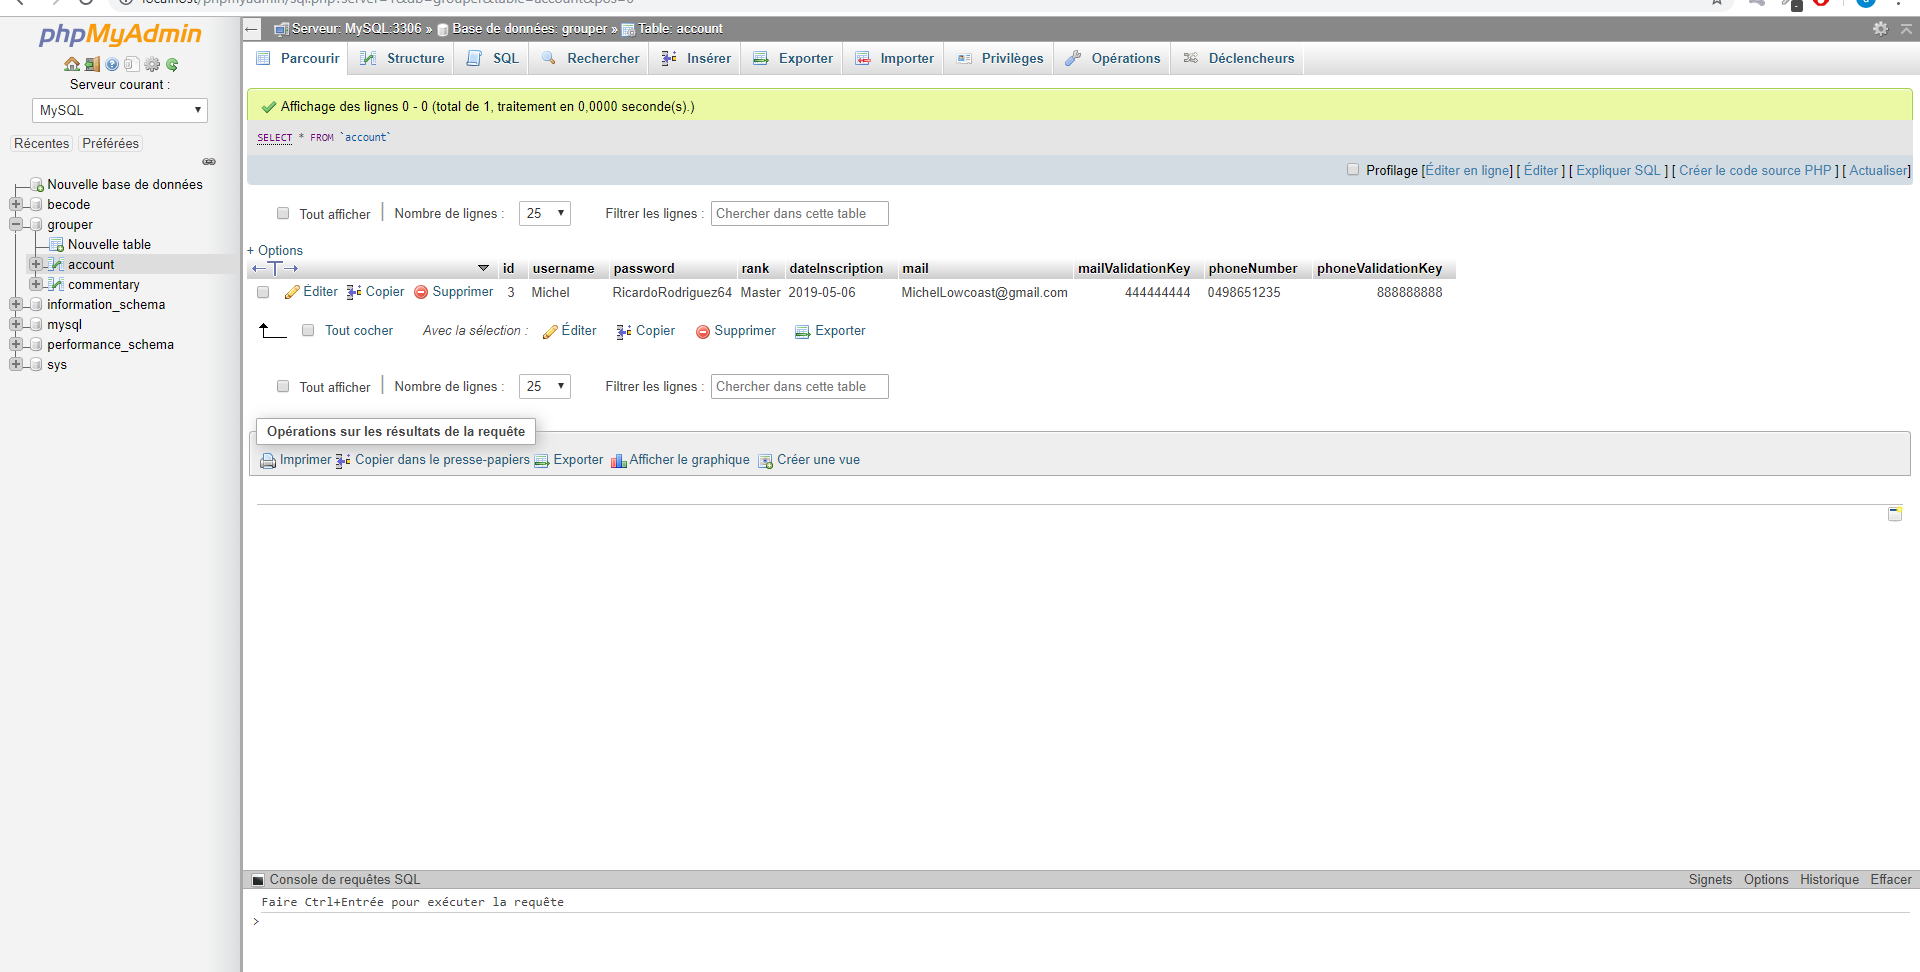 localhost/phpmyadmin/sql.php?server=1&db=grouper&table=account&pos=0
phpMyAdmin
Serveur courant :
MySQL
Récentes Préférées
Nouvelle base de données
becode
grouper
Nouvelle table
account
commentary
information_schema
mysql
performance_schema
sys
Serveur: MySQL:3306 » Base de données: grouper » Table: account
Parcourir Structure SQL Rechercher Insérer Exporter Importer Privilèges Opérations Déclencheurs
Affichage des lignes 0 - 0 (total de 1, traitement en 0,0000 seconde(s).)
SELECT * FROM `account`
Profilage [Éditer en ligne] [ Éditer ] [ Expliquer SQL ] [ Créer le code source PHP ] [ Actualiser]
Tout afficher | Nombre de lignes : 25 Filtrer les lignes : Chercher dans cette table
+ Options
←T→ id username password rank dateInscription mail mailValidationKey phoneNumber phoneValidationKey
Éditer Copier Supprimer 3 Michel RicardoRodriguez64 Master 2019-05-06 MichelLowcoast@gmail.com 444444444 0498651235 888888888
Tout cocher Avec la sélection : Éditer Copier Supprimer Exporter
Tout afficher | Nombre de lignes : 25 Filtrer les lignes : Chercher dans cette table
Opérations sur les résultats de la requête
Imprimer Copier dans le presse-papiers Exporter Afficher le graphique Créer une vue
Console de requêtes SQL Signets Options Historique Effacer
Faire Ctrl+Entrée pour exécuter la requête
>